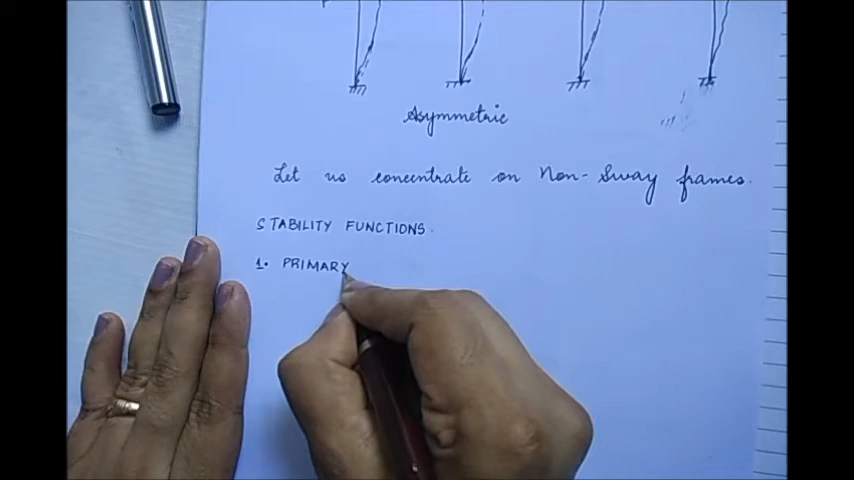 Asymmetric
Let us concentrate on Non-Sway frames.
STABILITY FUNCTIONS.
1. PRIMARY